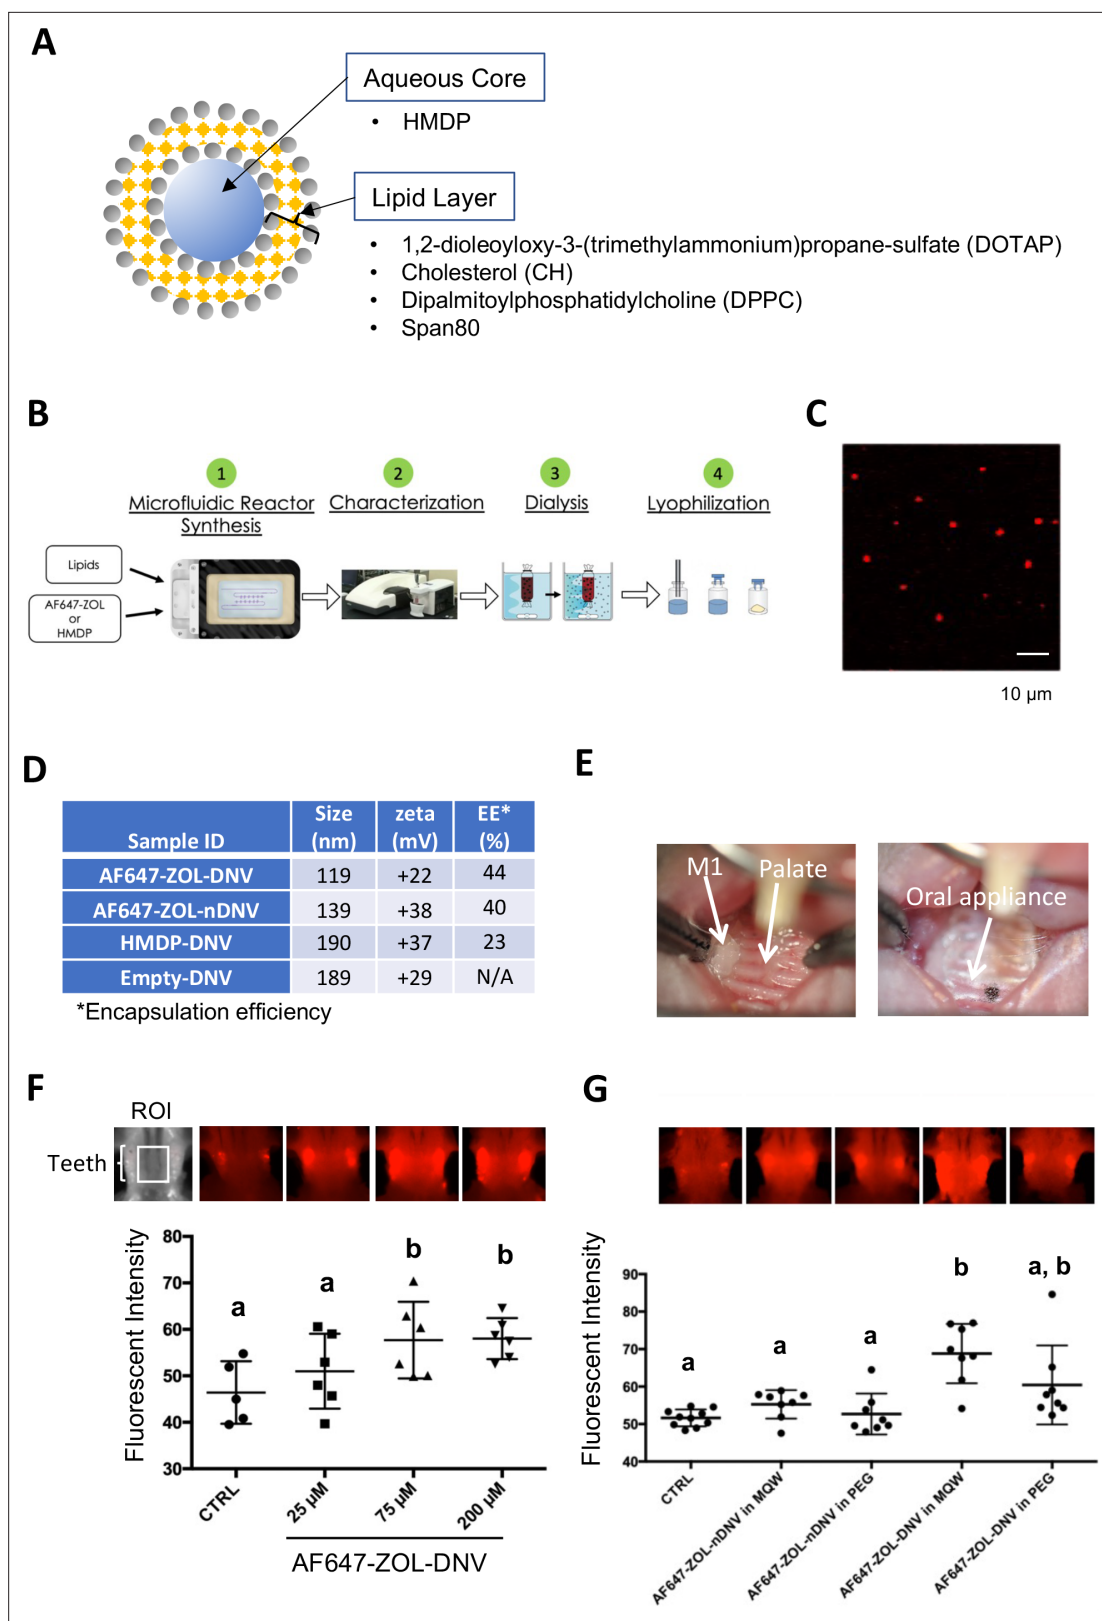 A
Aqueous Core
• HMDP
Lipid Layer
• 1,2-dioleoyloxy-3-(trimethylammonium)propane-sulfate (DOTAP)
• Cholesterol (CH)
• Dipalmitoylphosphatidylcholine (DPPC)
• Span80
B
1
Microfluidic Reactor
Synthesis
2
Characterization
3
Dialysis
4
Lyophilization
Lipids
AF647-ZOL
or
HMDP
C
10 µm
D
Sample ID Size (nm) zeta (mV) EE* (%)
AF647-ZOL-DNV 119 +22 44
AF647-ZOL-nDNV 139 +38 40
HMDP-DNV 190 +37 23
Empty-DNV 189 +29 N/A
*Encapsulation efficiency
E
M1
Palate
Oral appliance
F
ROI
Teeth
Fluorescent Intensity
80
70
60
50
40
30
a
a
b
b
CTRL
25 µM
75 µM
200 µM
AF647-ZOL-DNV
G
Fluorescent Intensity
90
80
70
60
50
40
a
a
a
b
a, b
CTRL
AF647-ZOL-nDNV in MQW
AF647-ZOL-nDNV in PEG
AF647-ZOL-DNV in MQW
AF647-ZOL-DNV in PEG